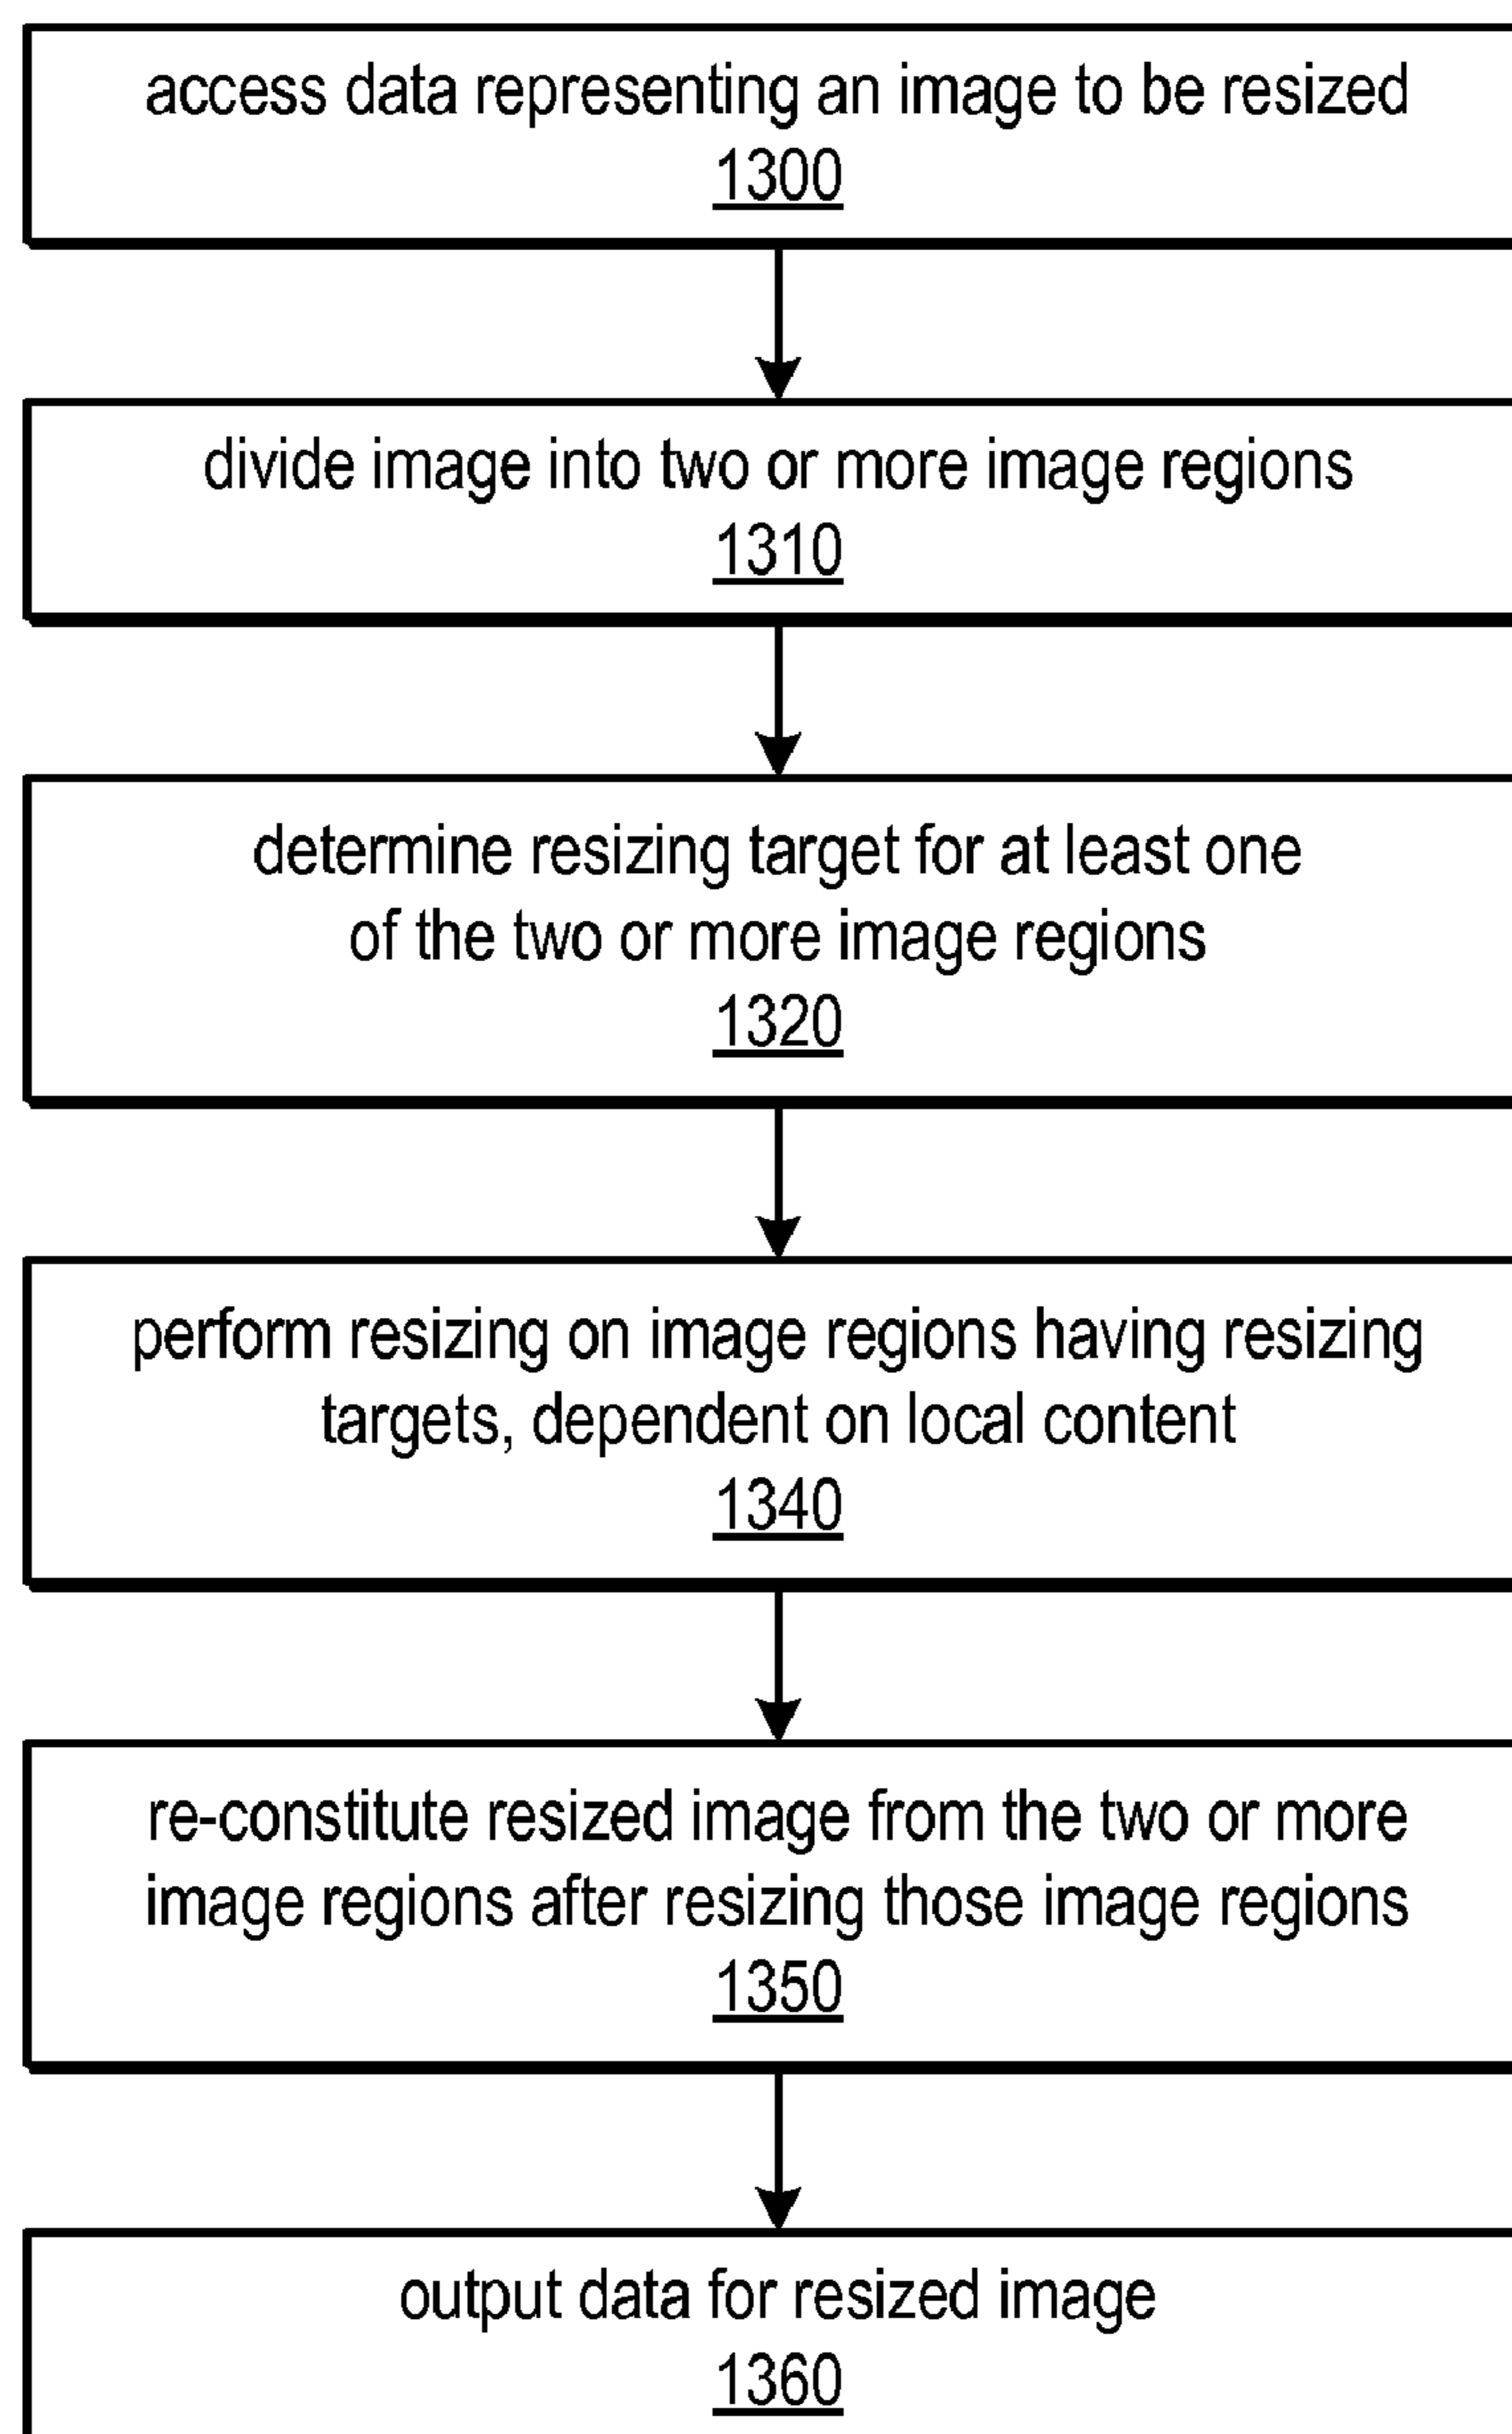 access data representing an image to be resized
1300
divide image into two or more image regions
1310
determine resizing target for at least one
of the two or more image regions
1320
perform resizing on image regions having resizing
targets, dependent on local content
1340
re-constitute resized image from the two or more
image regions after resizing those image regions
1350
output data for resized image
1360